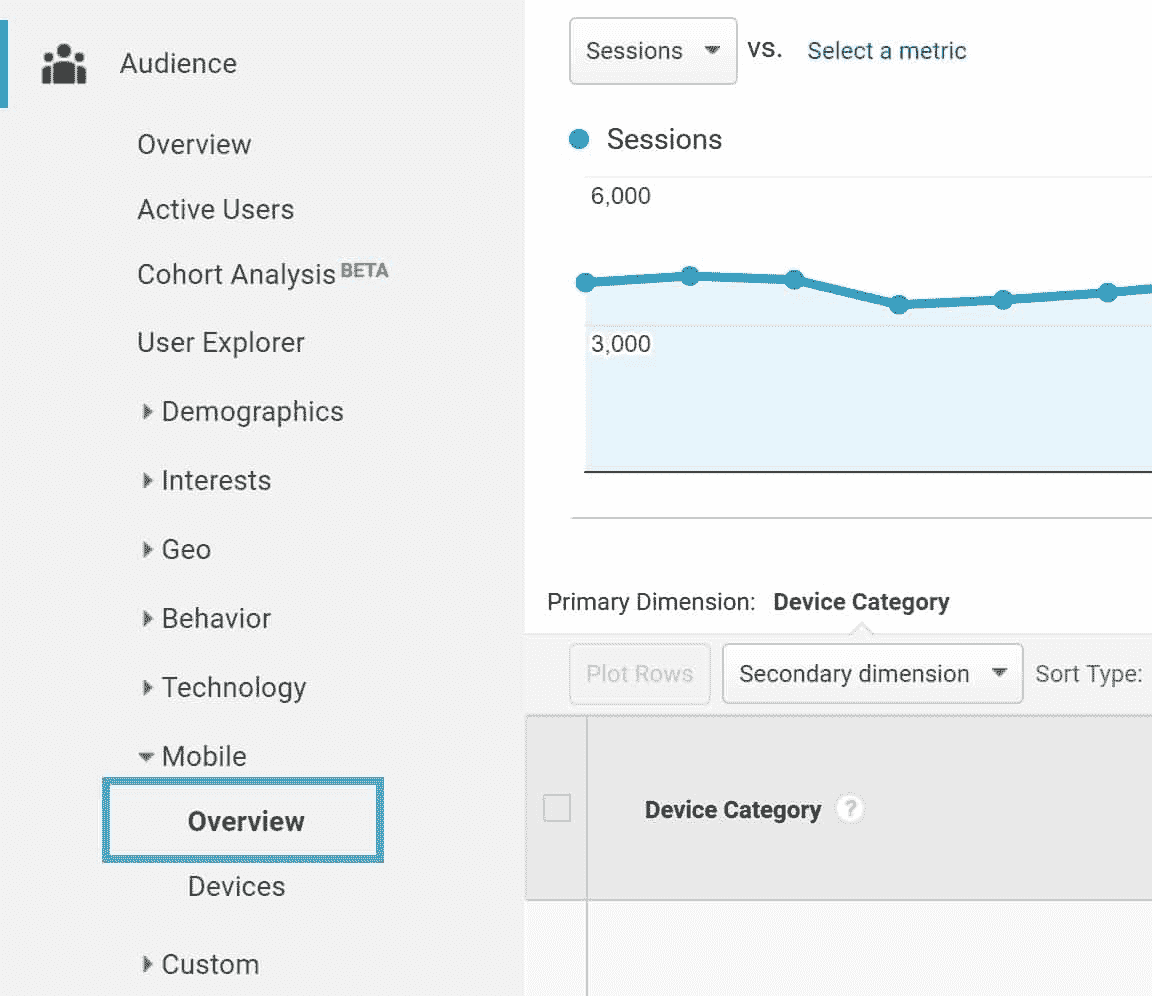 Audience
Overview
Active Users
Cohort Analysis BETA
User Explorer
Demographics
Interests
Geo
Behavior
Technology
Mobile
Overview
Devices
Custom
Sessions vs. Select a metric
Sessions
6,000
3,000
Primary Dimension: Device Category
Plot Rows Secondary dimension Sort Type:
Device Category ?